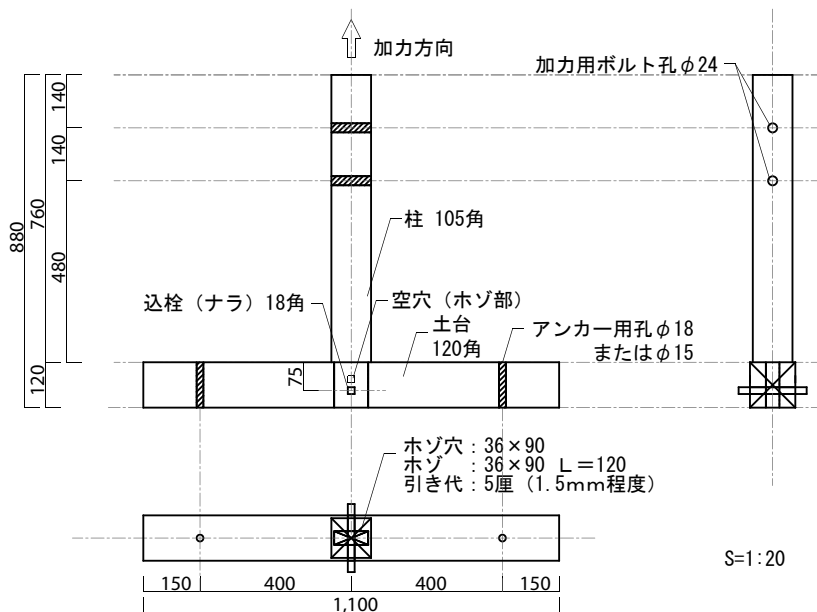 加力方向
加力用ボルト孔φ24
140
140
760
880
480
120
柱 105角
込栓（ナラ）18角
空穴（ホゾ部）
土台
120角
アンカー用孔φ18
またはφ15
75
ホゾ穴：36×90
ホゾ　：36×90 L＝120
引き代：5厘（1.5mm程度）
S=1:20
150
400
400
150
1,100